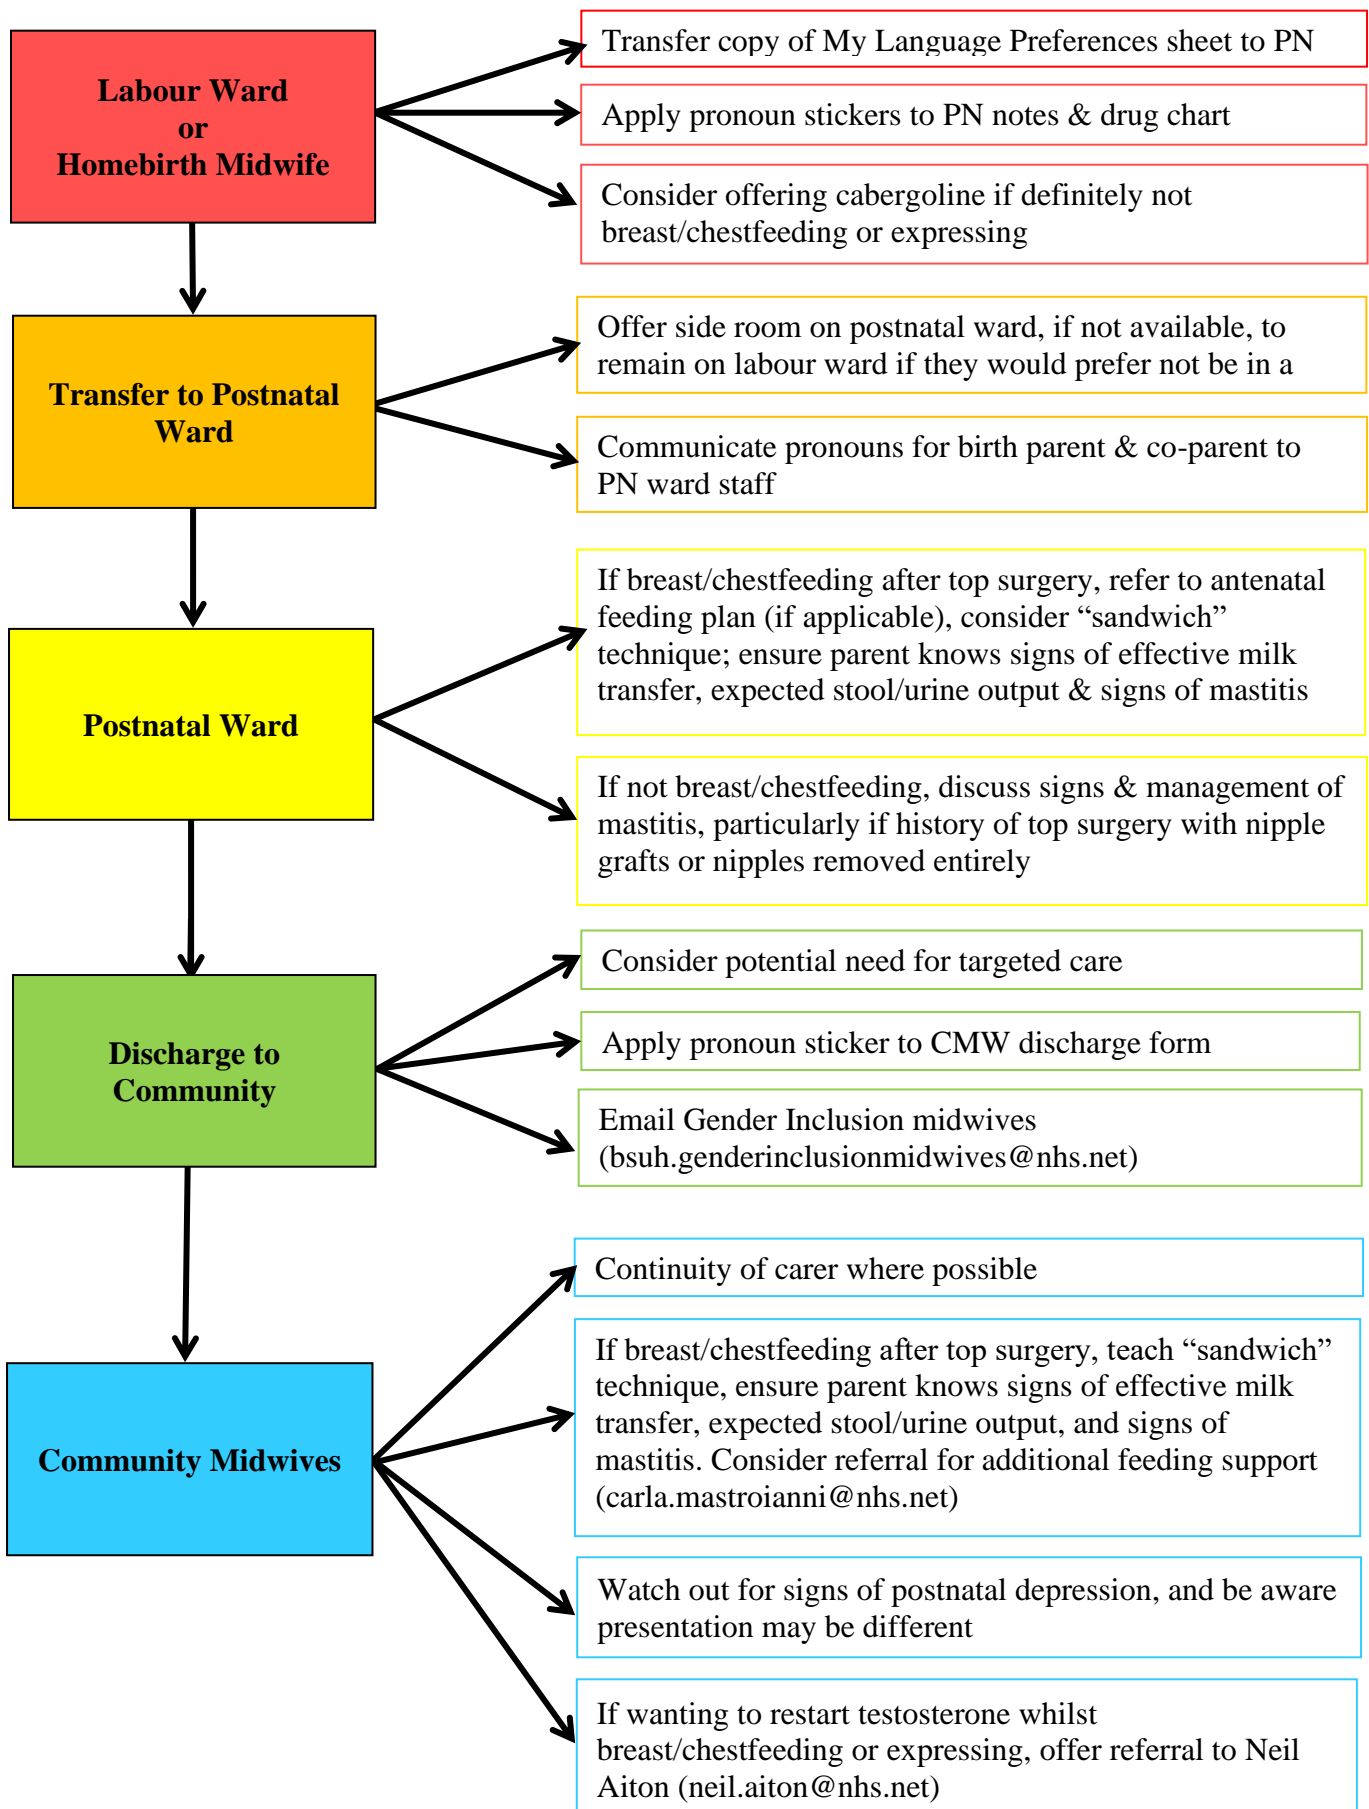 Labour Ward
or
Homebirth Midwife
Transfer copy of My Language Preferences sheet to PN
Apply pronoun stickers to PN notes & drug chart
Consider offering cabergoline if definitely not
breast/chestfeeding or expressing
Transfer to Postnatal
Ward
Offer side room on postnatal ward, if not available, to
remain on labour ward if they would prefer not be in a
Communicate pronouns for birth parent & co-parent to
PN ward staff
Postnatal Ward
If breast/chestfeeding after top surgery, refer to antenatal
feeding plan (if applicable), consider “sandwich”
technique; ensure parent knows signs of effective milk
transfer, expected stool/urine output & signs of mastitis
If not breast/chestfeeding, discuss signs & management of
mastitis, particularly if history of top surgery with nipple
grafts or nipples removed entirely
Discharge to
Community
Consider potential need for targeted care
Apply pronoun sticker to CMW discharge form
Email Gender Inclusion midwives
(bsuh.genderinclusionmidwives@nhs.net)
Community Midwives
Continuity of carer where possible
If breast/chestfeeding after top surgery, teach “sandwich”
technique, ensure parent knows signs of effective milk
transfer, expected stool/urine output, and signs of
mastitis. Consider referral for additional feeding support
(carla.mastroianni@nhs.net)
Watch out for signs of postnatal depression, and be aware
presentation may be different
If wanting to restart testosterone whilst
breast/chestfeeding or expressing, offer referral to Neil
Aiton (neil.aiton@nhs.net)